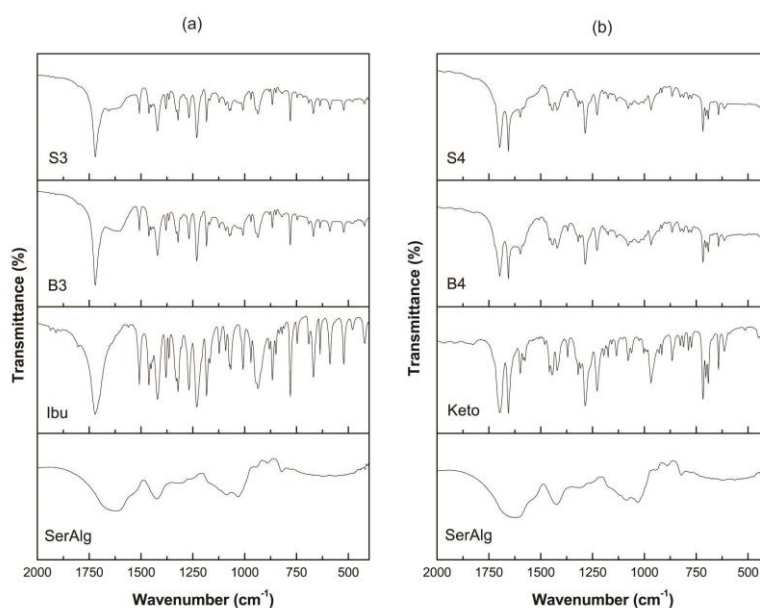 (a)
S3
B3
Ibu
SerAlg
Transmittance (%)
2000 1750 1500 1250 1000 750 500
Wavenumber (cm⁻¹)
(b)
S4
B4
Keto
SerAlg
Transmittance (%)
2000 1750 1500 1250 1000 750 500
Wavenumber (cm⁻¹)